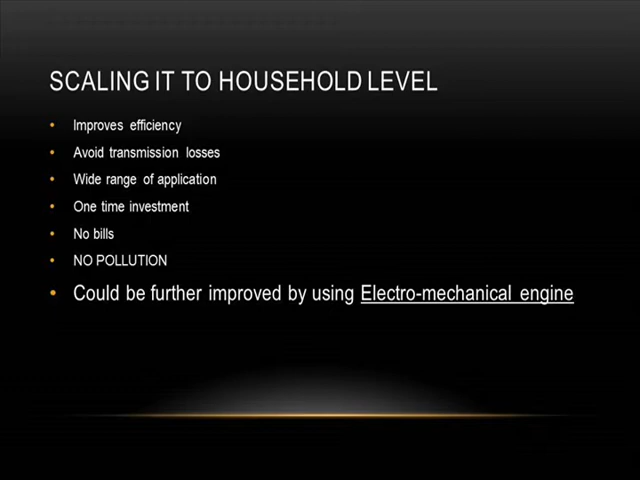 SCALING IT TO HOUSEHOLD LEVEL
• Improves efficiency
• Avoid transmission losses
• Wide range of application
• One time investment
• No bills
• NO POLLUTION
• Could be further improved by using Electro-mechanical engine